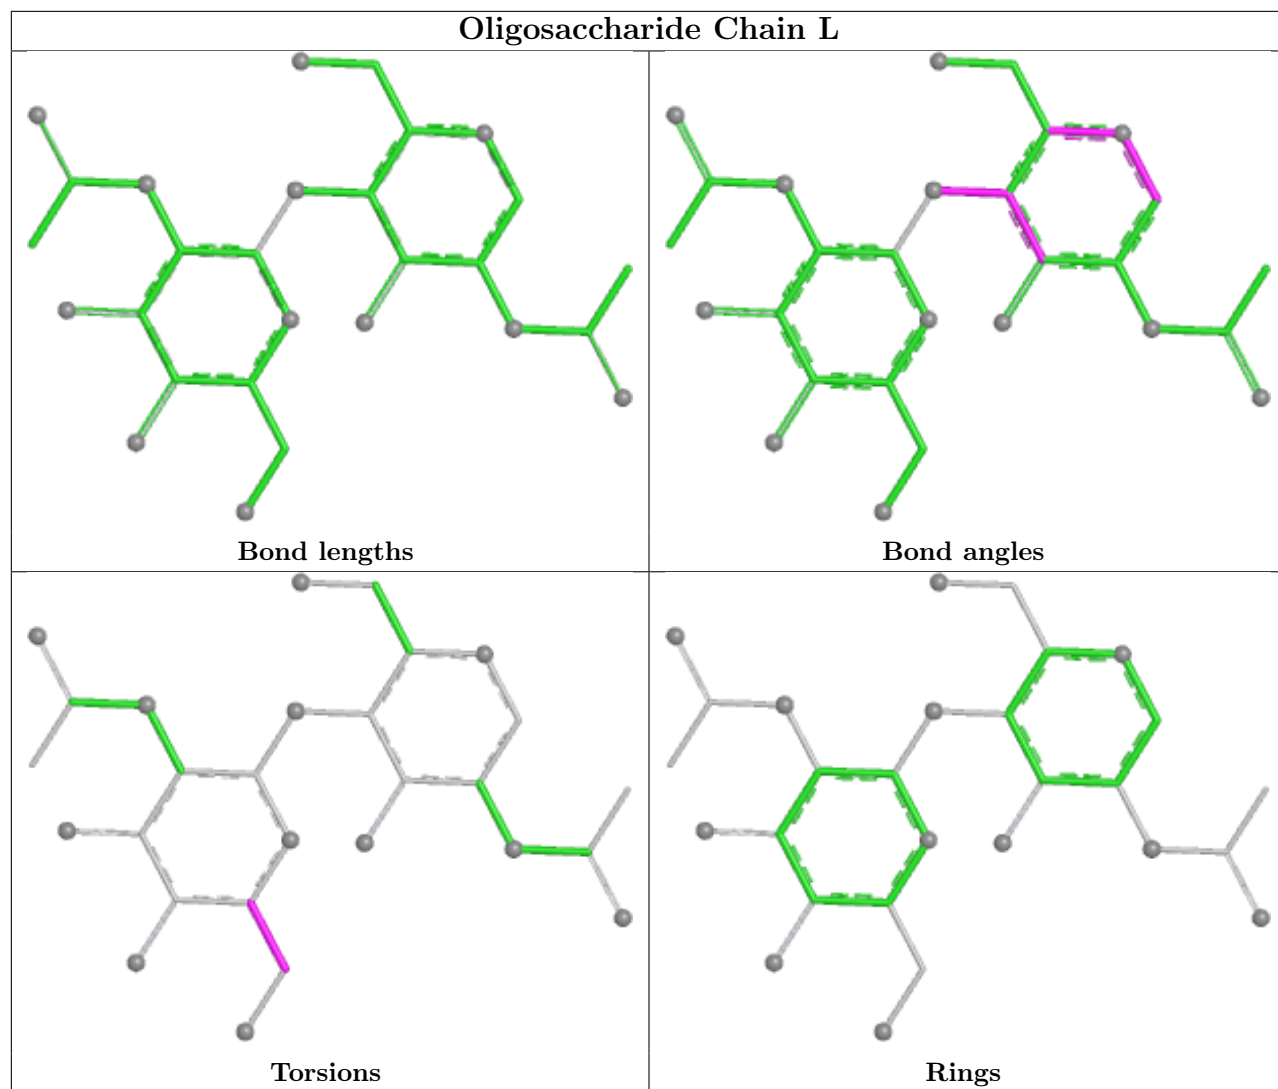 Oligosaccharide Chain L
Bond lengths
Bond angles
Torsions
Rings